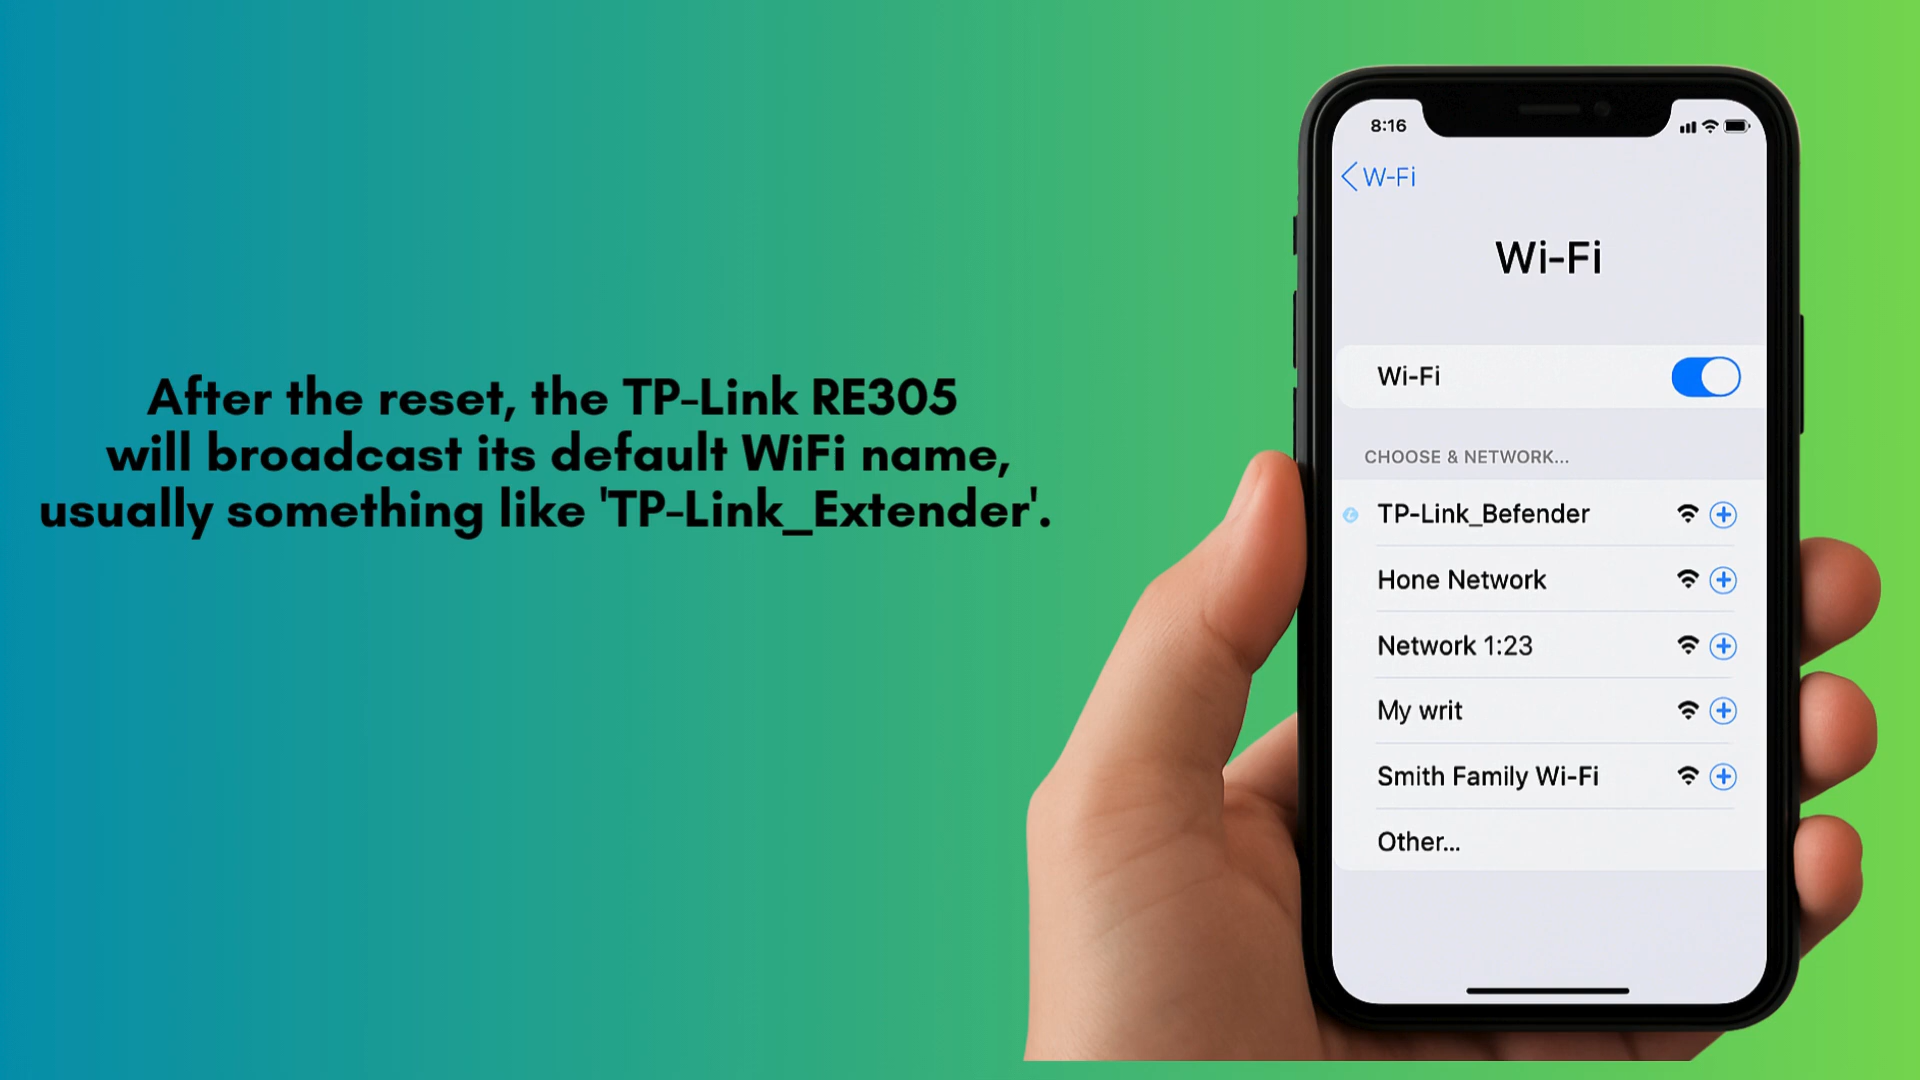 After the reset, the TP-Link RE305
will broadcast its default WiFi name,
usually something like 'TP-Link_Extender'.
8:16
W-Fi
Wi-Fi
Wi-Fi
CHOOSE & NETWORK...
TP-Link_Befender
Hone Network
Network 1:23
My writ
Smith Family Wi-Fi
Other...